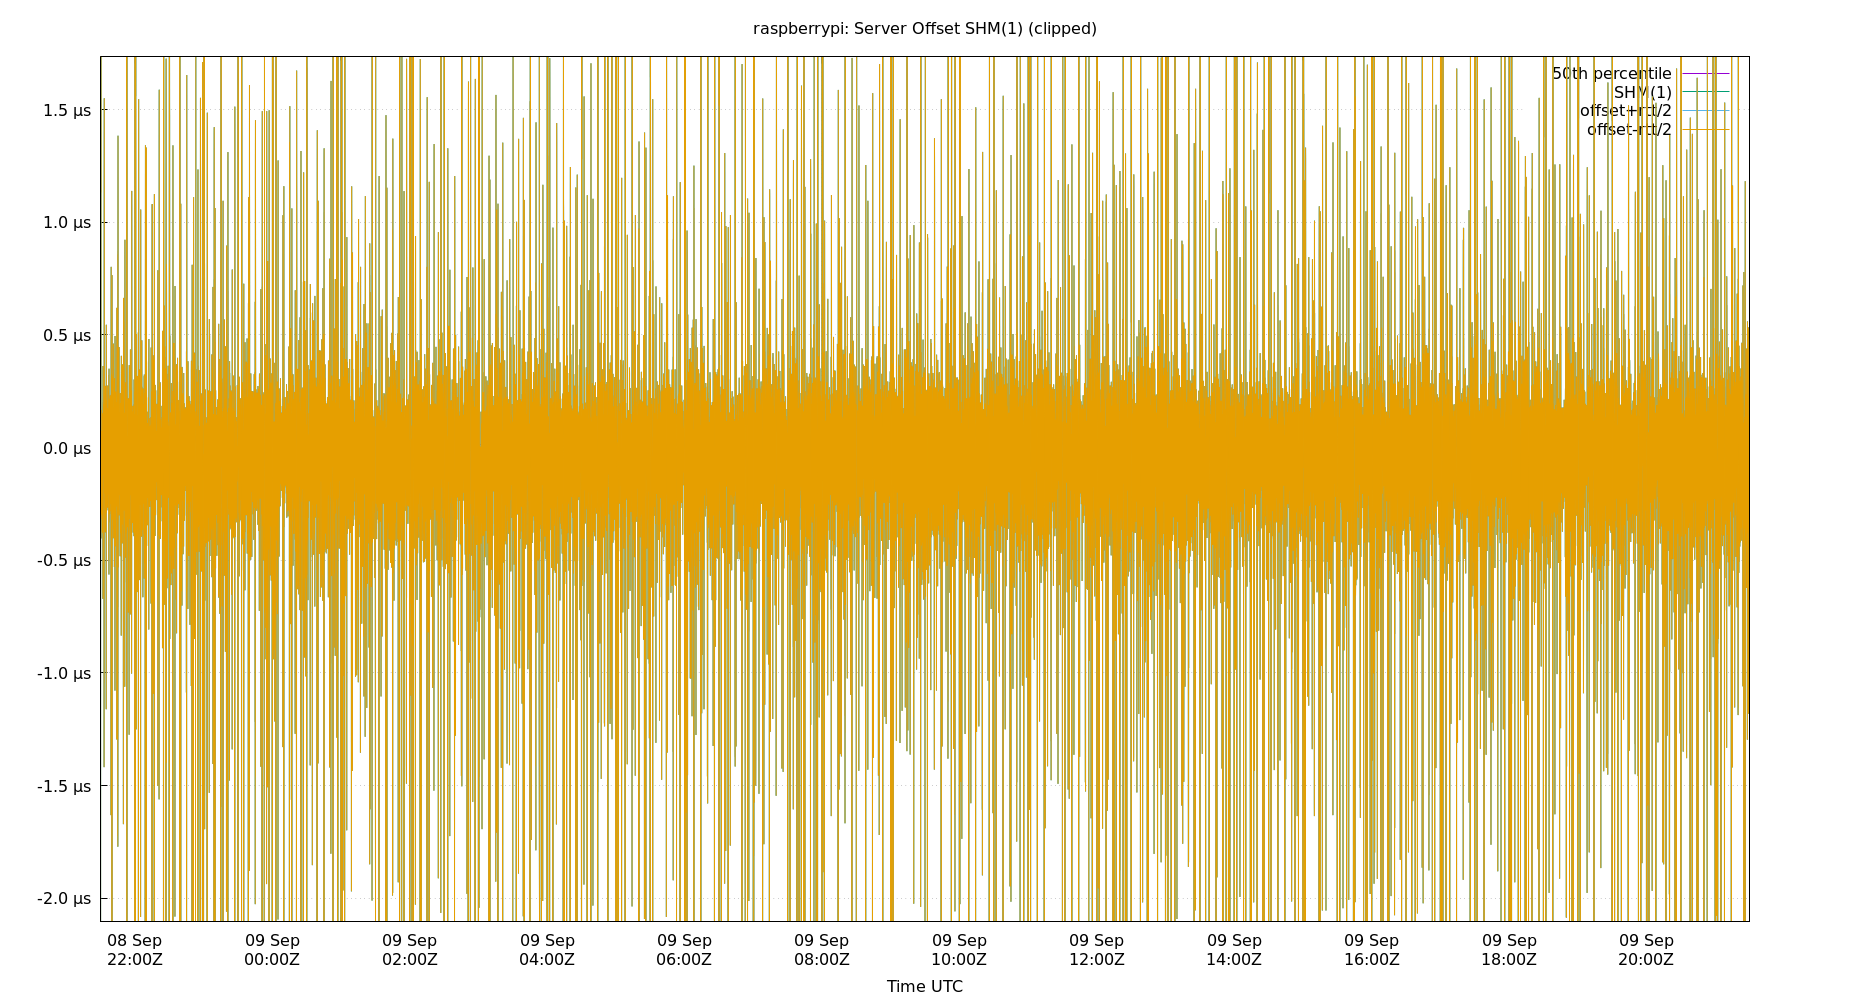 raspberrypi: Server Offset SHM(1) (clipped)
50th percentile
SHM(1)
offset+rtt/2
offset-rtt/2
1.5 µs
1.0 µs
0.5 µs
0.0 µs
-0.5 µs
-1.0 µs
-1.5 µs
-2.0 µs
08 Sep 09 Sep 09 Sep 09 Sep 09 Sep 09 Sep 09 Sep 09 Sep 09 Sep 09 Sep 09 Sep 09 Sep
22:00Z 00:00Z 02:00Z 04:00Z 06:00Z 08:00Z 10:00Z 12:00Z 14:00Z 16:00Z 18:00Z 20:00Z
Time UTC